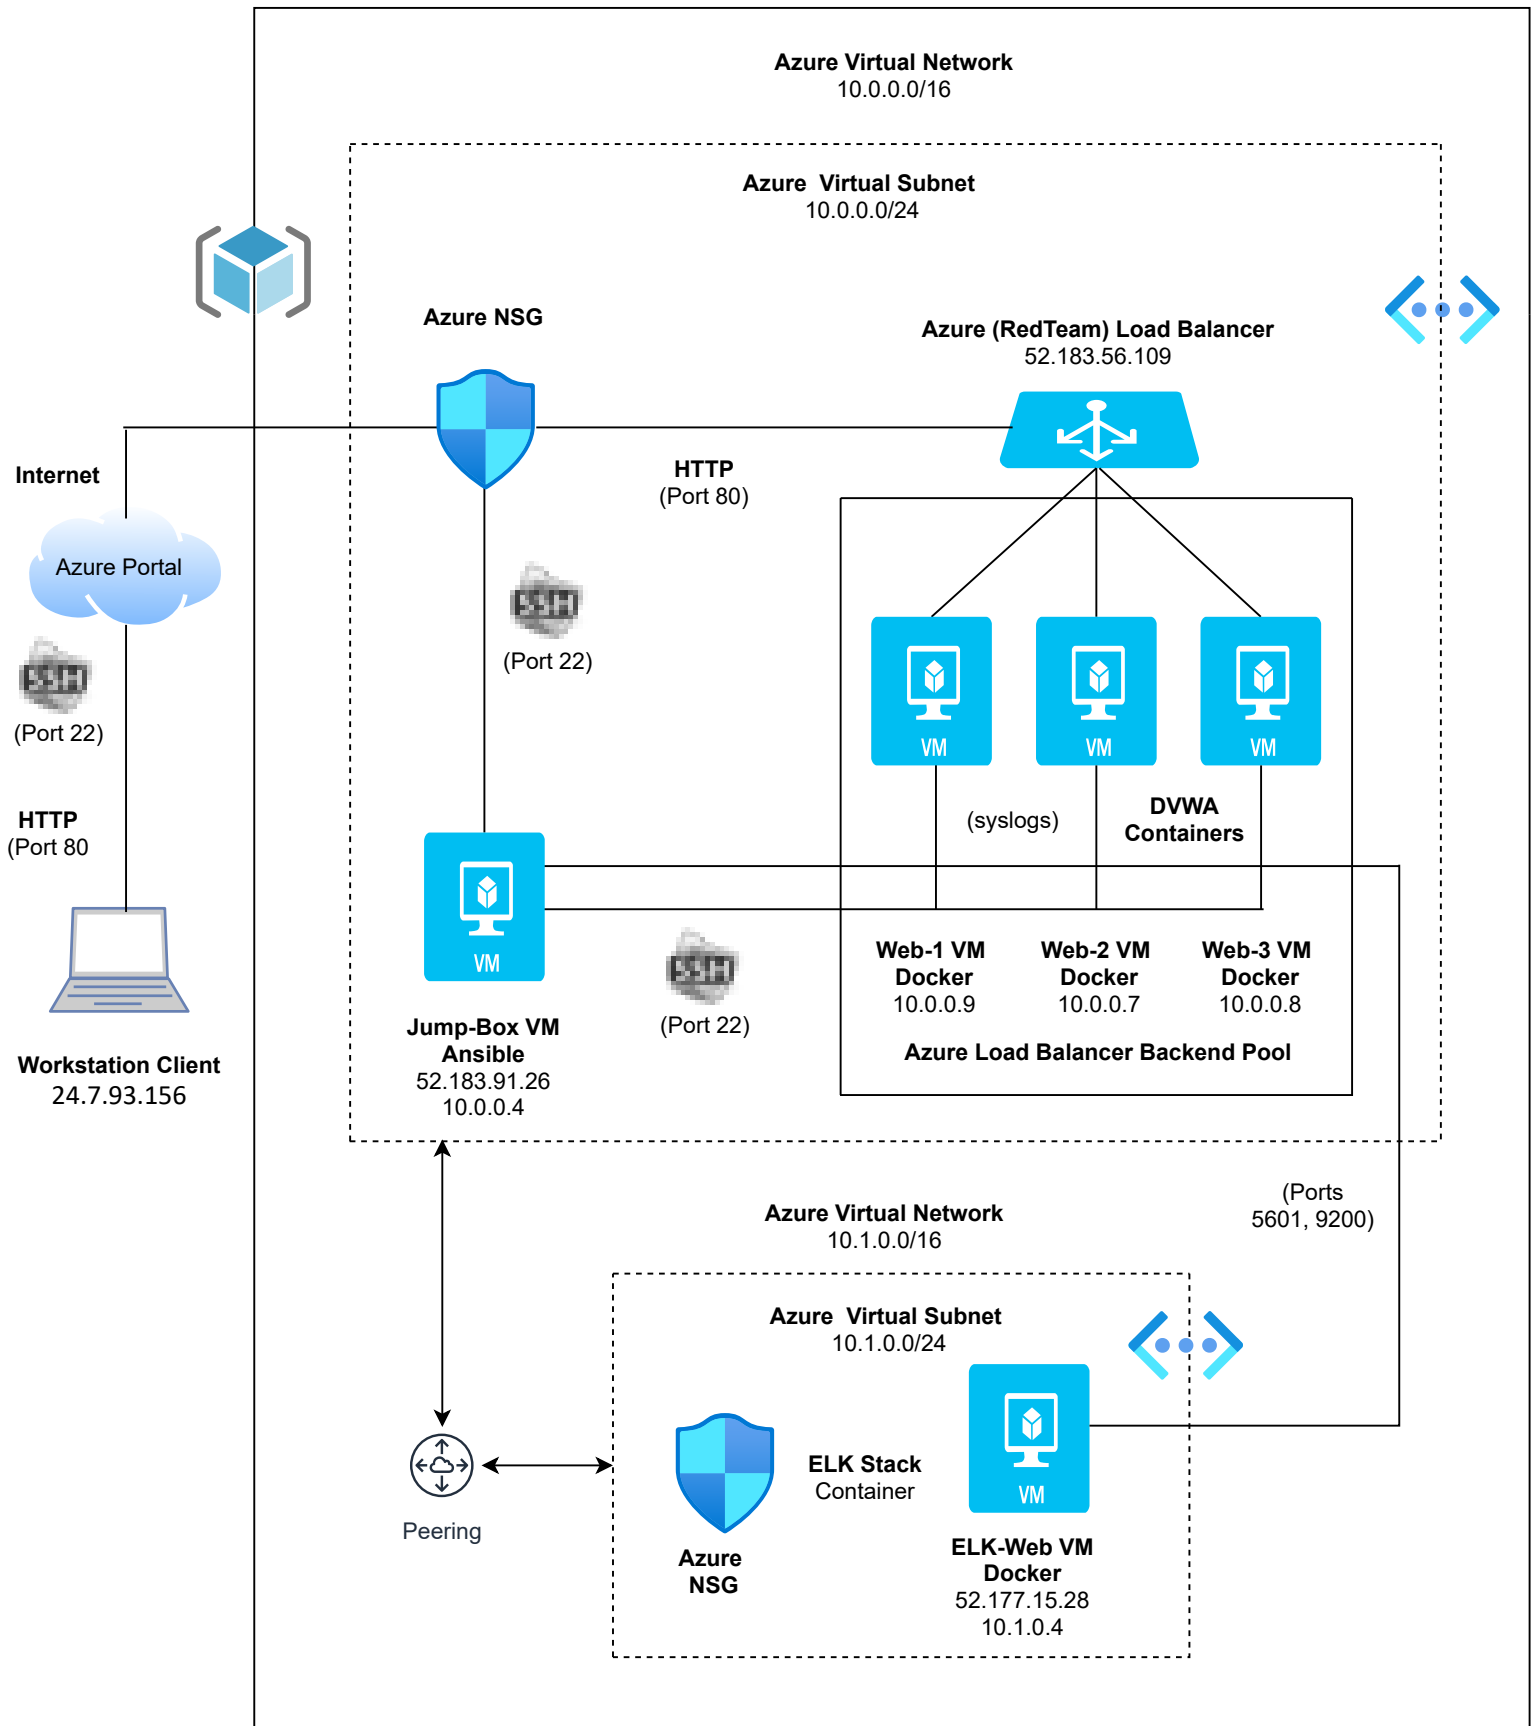 Azure Virtual Network
10.0.0.0/16
Azure  Virtual Subnet
10.0.0.0/24
Azure NSG
Azure (RedTeam) Load Balancer
52.183.56.109
Internet
HTTP
(Port 80)
Azure Portal
SSH
(Port 22)
SSH
(Port 22)
VM
VM
VM
HTTP
(Port 80
(syslogs)
DVWA
Containers
VM
SSH
(Port 22)
Web-1 VM
Docker
10.0.0.9
Web-2 VM
Docker
10.0.0.7
Web-3 VM
Docker
10.0.0.8
Azure Load Balancer Backend Pool
Jump-Box VM
Ansible
52.183.91.26
10.0.0.4
Workstation Client
24.7.93.156
(Ports
5601, 9200)
Azure Virtual Network
10.1.0.0/16
Azure  Virtual Subnet
10.1.0.0/24
ELK Stack
Container
VM
Peering
Azure
NSG
ELK-Web VM
Docker
52.177.15.28
10.1.0.4